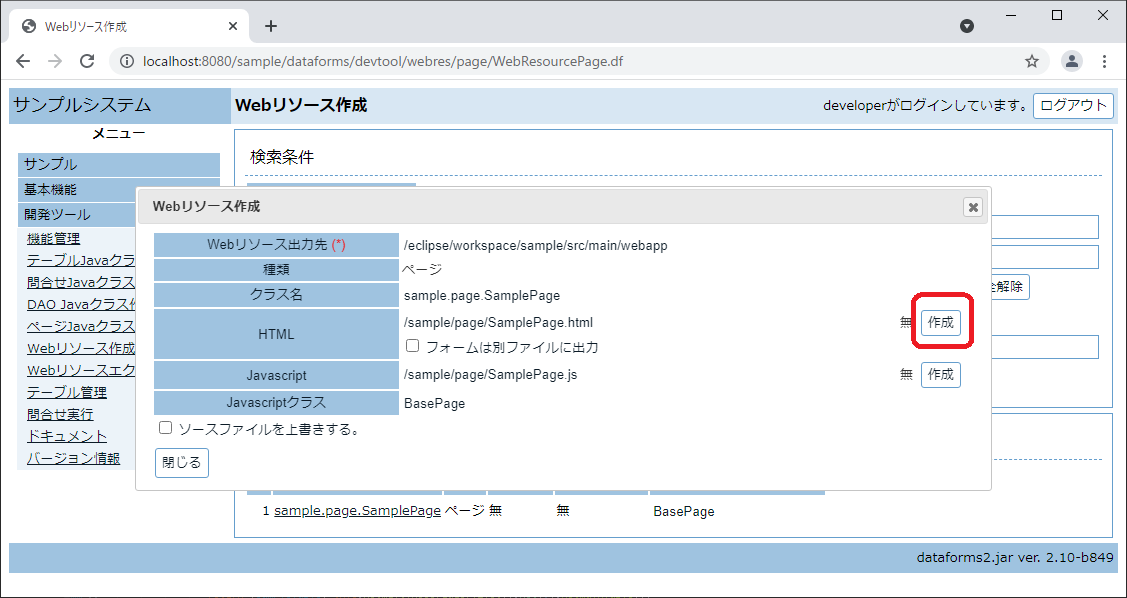 Webリソース作成
localhost:8080/sample/dataforms/devtool/webres/page/WebResourcePage.df
サンプルシステム
Webリソース作成
developerがログインしています。 ログアウト
メニュー
サンプル
基本機能
開発ツール
機能管理
テーブルJavaクラ
問合せJavaクラス
DAO Javaクラス
ページJavaクラス
Webリソース作成
Webリソースエク
テーブル管理
問合せ実行
ドキュメント
バージョン情報
検索条件
全解除
Webリソース作成
Webリソース出力先 (*) /eclipse/workspace/sample/src/main/webapp
種類 ページ
クラス名 sample.page.SamplePage
HTML /sample/page/SamplePage.html 無 作成
フォームは別ファイルに出力
Javascript /sample/page/SamplePage.js 無 作成
Javascriptクラス BasePage
ソースファイルを上書きする。
閉じる
1 sample.page.SamplePage ページ 無 無 BasePage
dataforms2.jar ver. 2.10-b849